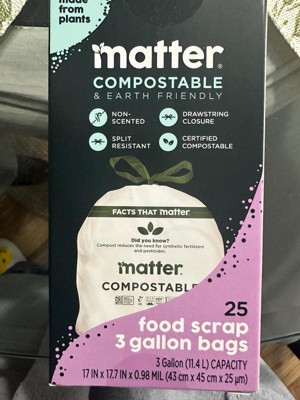 made from
plants
matter®
COMPOSTABLE
& EARTH FRIENDLY
NON-
SCENTED
DRAWSTRING
CLOSURE
SPLIT
RESISTANT
CERTIFIED
COMPOSTABLE
FACTS THAT matter
Did you know?
Compost reduces the need for synthetic fertilizers
and pesticides.
matter
COMPOSTABLE
25
food scrap
3 gallon bags
3 Gallon (11.4 L) CAPACITY
17 IN x 17.7 IN x 0.98 MIL (43 cm x 45 cm x 25 µm)